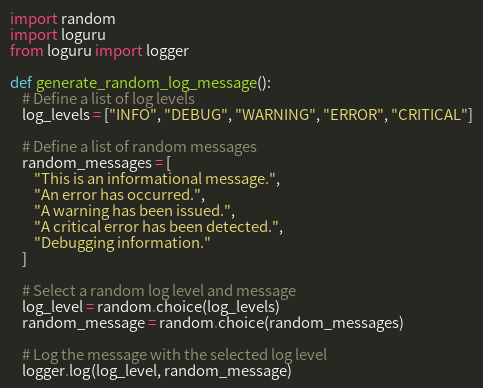 import random
import loguru
from loguru import logger

def generate_random_log_message():
    # Define a list of log levels
    log_levels = ["INFO", "DEBUG", "WARNING", "ERROR", "CRITICAL"]

    # Define a list of random messages
    random_messages = [
        "This is an informational message.",
        "An error has occurred.",
        "A warning has been issued.",
        "A critical error has been detected.",
        "Debugging information."
    ]

    # Select a random log level and message
    log_level = random.choice(log_levels)
    random_message = random.choice(random_messages)

    # Log the message with the selected log level
    logger.log(log_level, random_message)